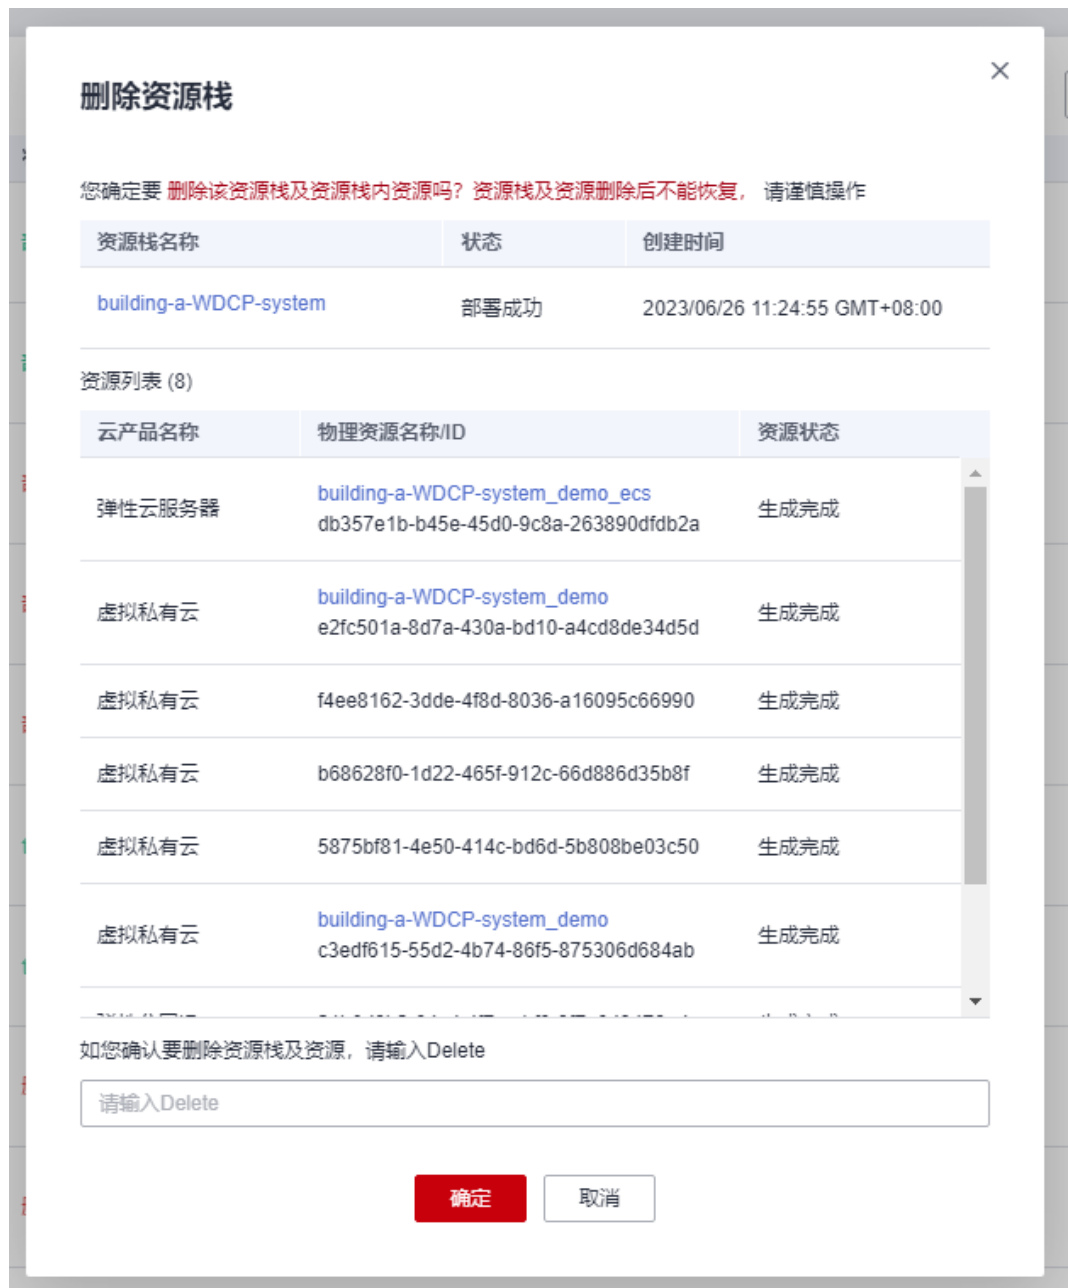 删除资源栈
您确定要 删除该资源栈及资源栈内资源吗？资源栈及资源删除后不能恢复， 请谨慎操作
资源栈名称 状态 创建时间
building-a-WDCP-system 部署成功 2023/06/26 11:24:55 GMT+08:00
资源列表 (8)
云产品名称 物理资源名称/ID 资源状态
building-a-WDCP-system_demo_ecs
弹性云服务器 生成完成
db357e1b-b45e-45d0-9c8a-263890dfdb2a
building-a-WDCP-system_demo
虚拟私有云 生成完成
e2fc501a-8d7a-430a-bd10-a4cd8de34d5d
虚拟私有云 f4ee8162-3dde-4f8d-8036-a16095c66990 生成完成
虚拟私有云 b68628f0-1d22-465f-912c-66d886d35b8f 生成完成
虚拟私有云 5875bf81-4e50-414c-bd6d-5b808be03c50 生成完成
building-a-WDCP-system_demo
虚拟私有云 生成完成
c3edf615-55d2-4b74-86f5-875306d684ab
如您确认要删除资源栈及资源，请输入Delete
请输入Delete
确定 取消